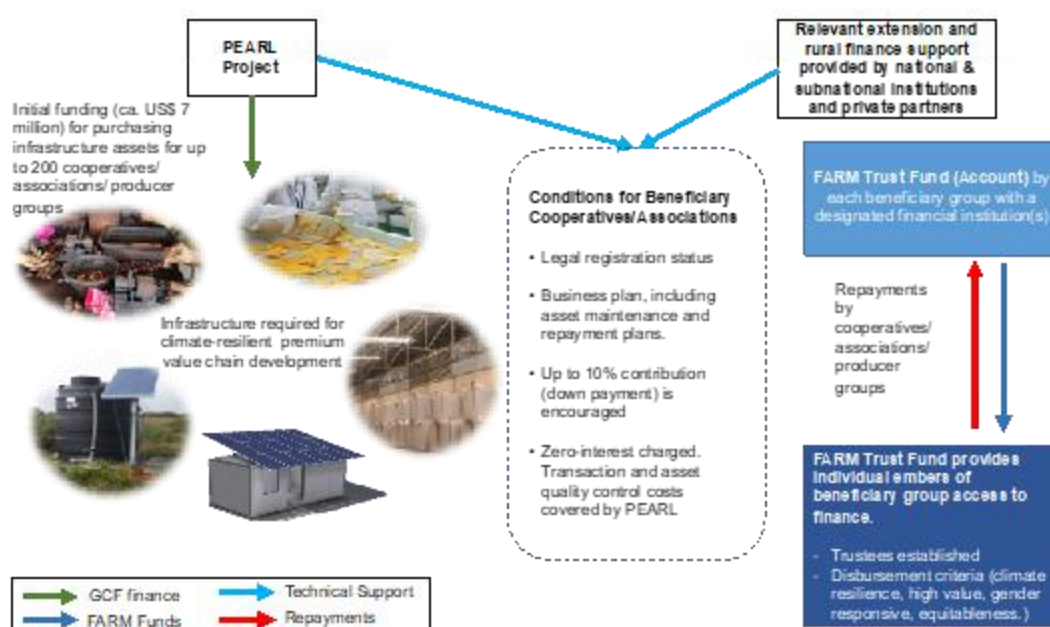 PEARL
Project
Relevant extension and
rural finance support
provided by national &
subnational institutions
and private partners
Initial funding (ca. US$ 7
million) for purchasing
infrastructure assets for up
to 200 cooperatives/
associations/ producer
groups
Infrastructure required for
climate-resilient premium
value chain development
Conditions for Beneficiary
Cooperatives/Associations
• Legal registration status
• Business plan, including
asset maintenance and
repayment plans.
• Up to 10% contribution
(down payment) is
encouraged
• Zero-interest charged.
Transaction and asset
quality control costs
covered by PEARL
FARM Trust Fund (Account) by
each beneficiary group with a
designated financial institution(s)
Repayments
by
cooperatives/
associations/
producer
groups
FARM Trust Fund provides
individual embers of
beneficiary group access to
finance.
- Trustees established
- Disbursement criteria (climate
resilience, high value, gender
responsive, equitableness.)
GCF finance
Technical Support
FARM Funds
Repayments